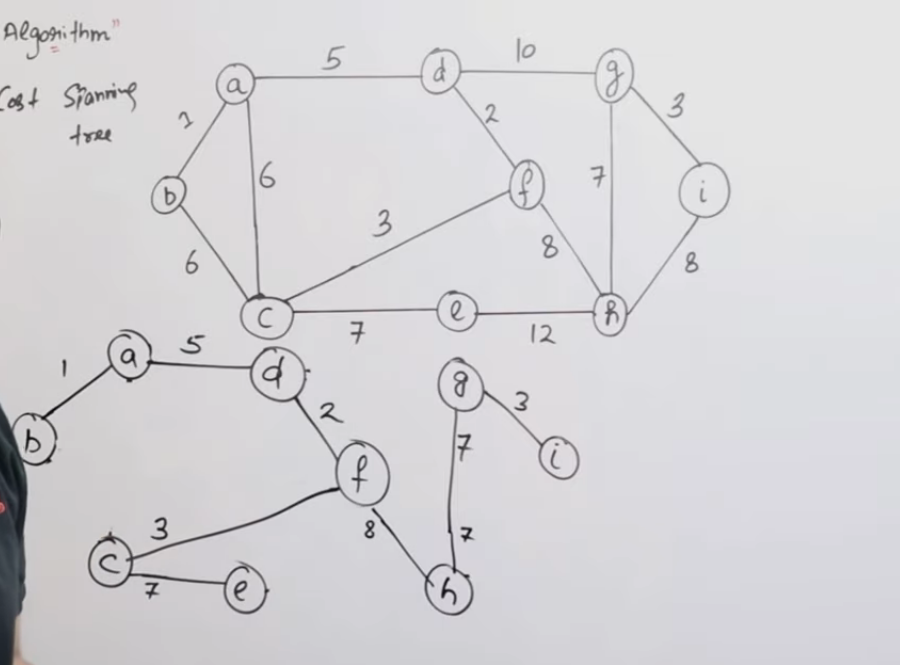 Algorithm"
Cost Spanning
tree
a 5 d 10 g
1 2 3
b 6 f 7 i
3
6 8 8
c 7 e 12 h
a 5 d g
1 2 3
b f 7 i
3 8 7
c 7 e h